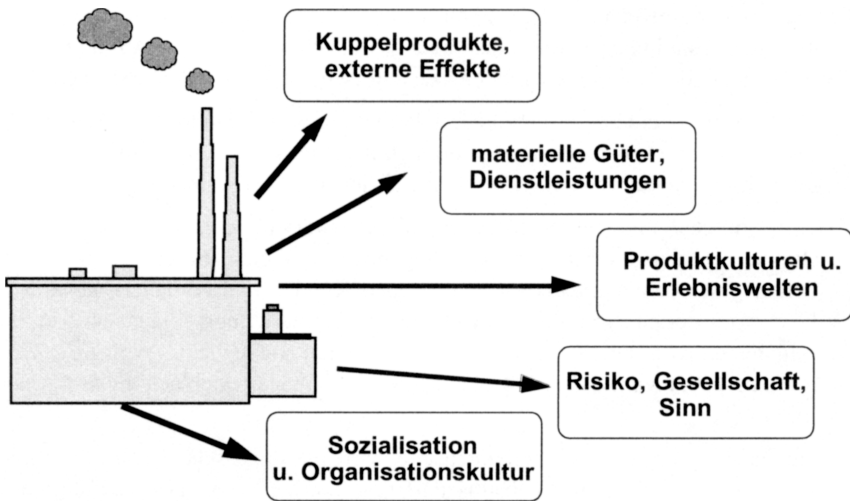 Kuppelprodukte,
externe Effekte
materielle Güter,
Dienstleistungen
Produktkulturen u.
Erlebniswelten
Risiko, Gesellschaft,
Sinn
Sozialisation
u. Organisationskultur